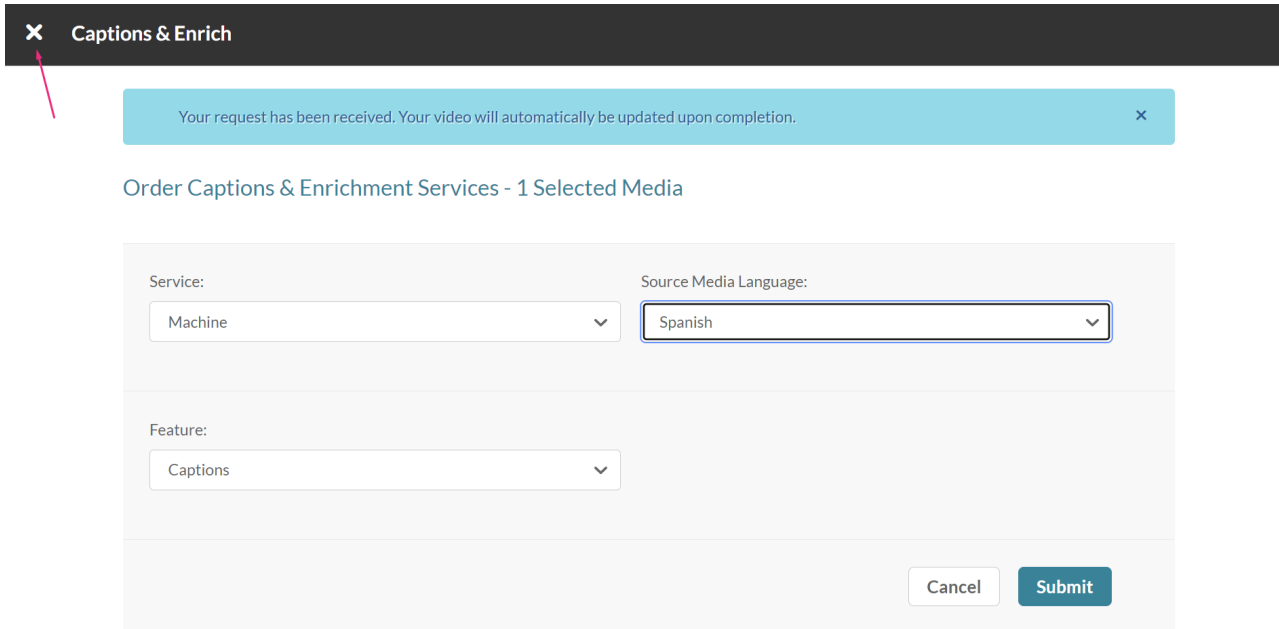 Captions & Enrich
Your request has been received. Your video will automatically be updated upon completion.
Order Captions & Enrichment Services - 1 Selected Media
Service:
Source Media Language:
Machine
Spanish
Feature:
Captions
Cancel
Submit